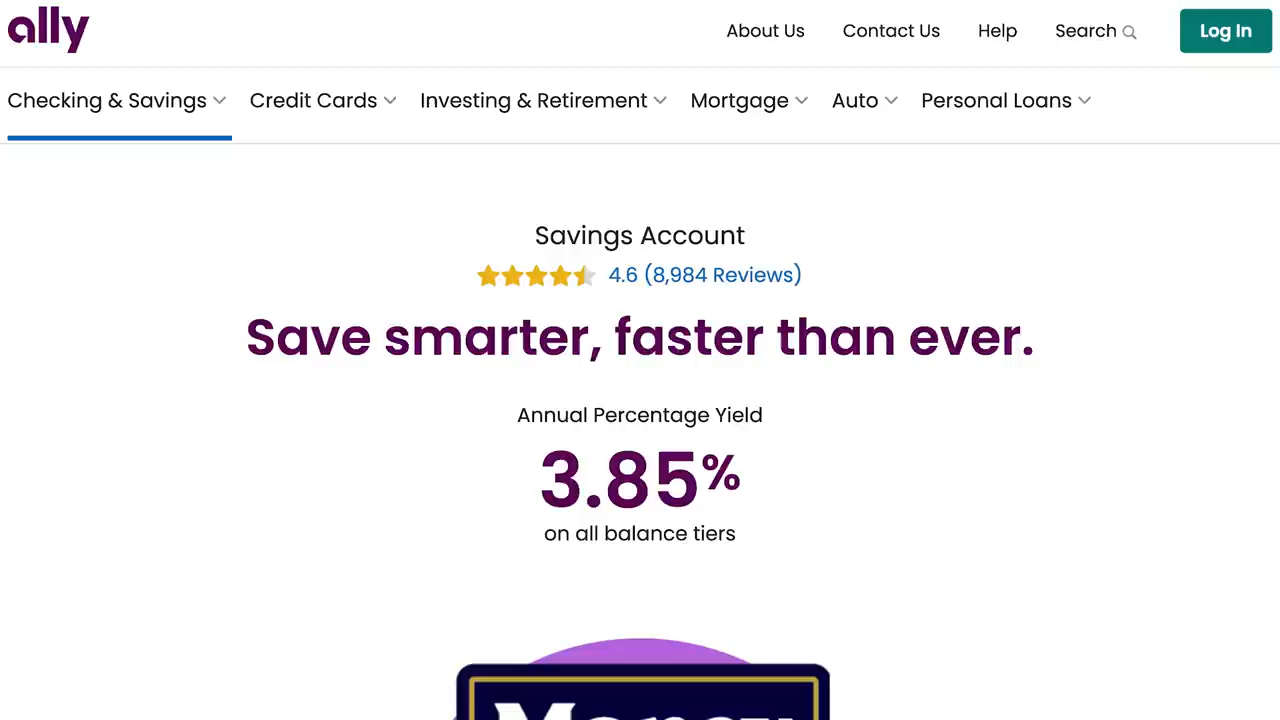 ally
About Us Contact Us Help Search Log In
Checking & Savings Credit Cards Investing & Retirement Mortgage Auto Personal Loans
Savings Account
4.6 (8,984 Reviews)
Save smarter, faster than ever.
Annual Percentage Yield
3.85%
on all balance tiers
Money